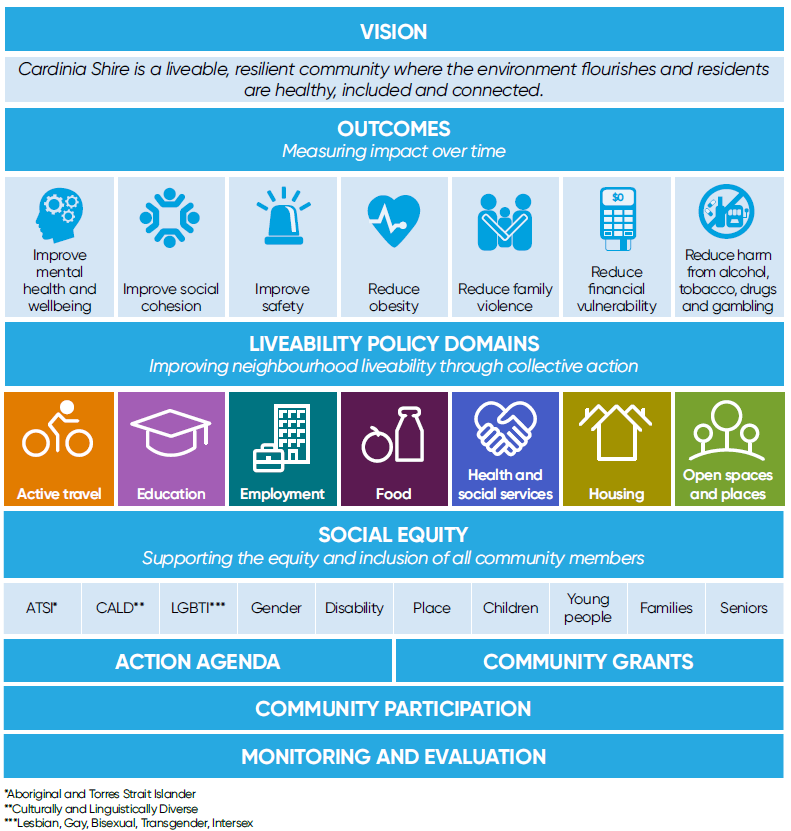 VISION
Cardinia Shire is a liveable, resilient community where the environment flourishes and residents
are healthy, included and connected.
OUTCOMES
Measuring impact over time
Improve
mental
health and
wellbeing
Improve social
cohesion
Improve
safety
Reduce
obesity
Reduce family
violence
$0
Reduce
financial
vulnerability
Reduce harm
from alcohol,
tobacco, drugs
and gambling
LIVEABILITY POLICY DOMAINS
Improving neighbourhood liveability through collective action
Active travel
Education
Employment
Food
Health and
social services
Housing
Open spaces
and places
SOCIAL EQUITY
Supporting the equity and inclusion of all community members
ATSI*
CALD**
LGBTI***
Gender
Disability
Place
Children
Young
people
Families
Seniors
ACTION AGENDA
COMMUNITY GRANTS
COMMUNITY PARTICIPATION
MONITORING AND EVALUATION
*Aboriginal and Torres Strait Islander
**Culturally and Linguistically Diverse
***Lesbian, Gay, Bisexual, Transgender, Intersex